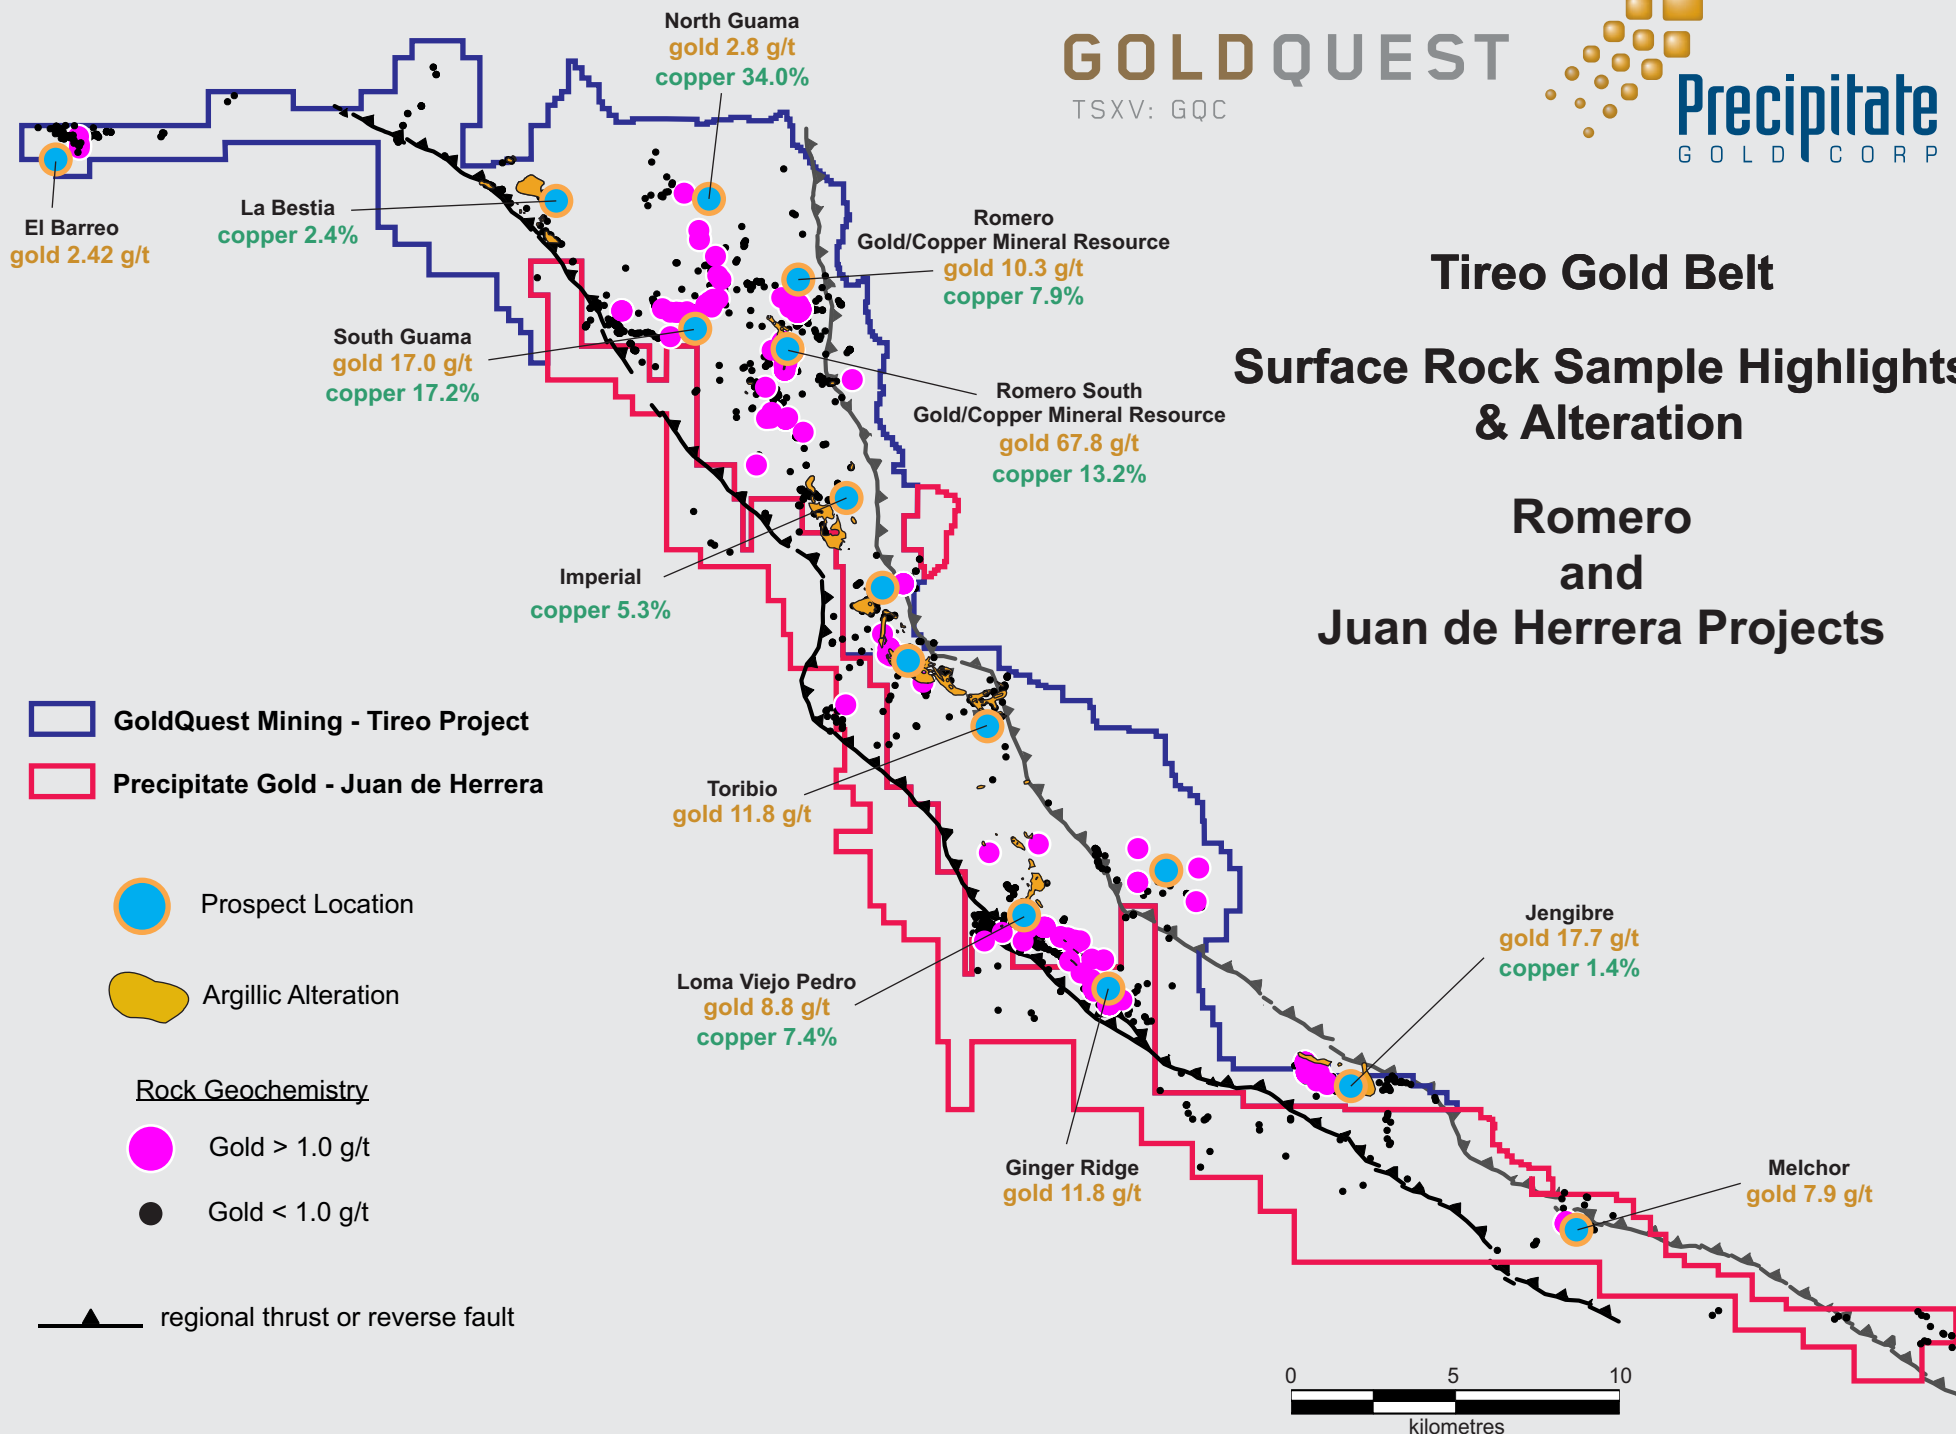 North Guama
gold 2.8 g/t
copper 34.0%
GOLDQUEST
TSXV: GQC
Precipitate
GOLD CORP
El Barreo
gold 2.42 g/t
La Bestia
copper 2.4%
Romero
Gold/Copper Mineral Resource
gold 10.3 g/t
copper 7.9%
Tireo Gold Belt
South Guama
gold 17.0 g/t
copper 17.2%
Surface Rock Sample Highlights
& Alteration
Romero South
Gold/Copper Mineral Resource
gold 67.8 g/t
copper 13.2%
Romero
and
Juan de Herrera Projects
Imperial
copper 5.3%
GoldQuest Mining - Tireo Project
Precipitate Gold - Juan de Herrera
Toribio
gold 11.8 g/t
Prospect Location
Argillic Alteration
Jengibre
gold 17.7 g/t
copper 1.4%
Loma Viejo Pedro
gold 8.8 g/t
copper 7.4%
Rock Geochemistry
Gold > 1.0 g/t
Gold < 1.0 g/t
Ginger Ridge
gold 11.8 g/t
Melchor
gold 7.9 g/t
regional thrust or reverse fault
0 5 10
kilometres